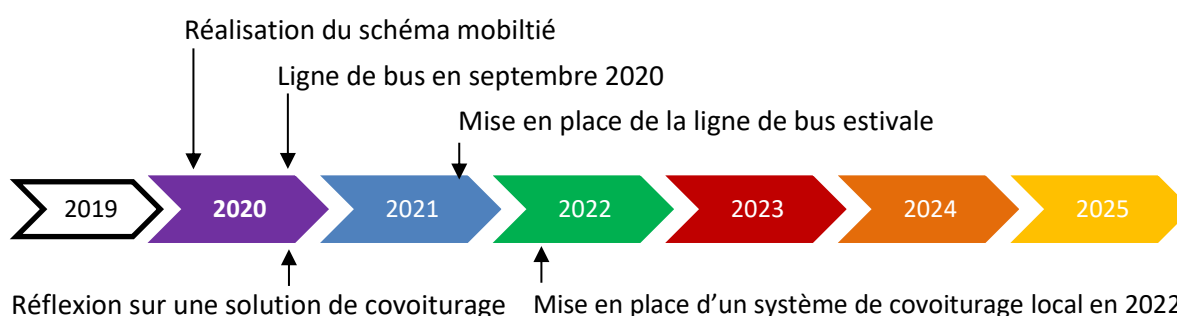 Réalisation du schéma mobiltié
Ligne de bus en septembre 2020
Mise en place de la ligne de bus estivale
2019 2020 2021 2022 2023 2024 2025
Réflexion sur une solution de covoiturage Mise en place d’un système de covoiturage local en 2022